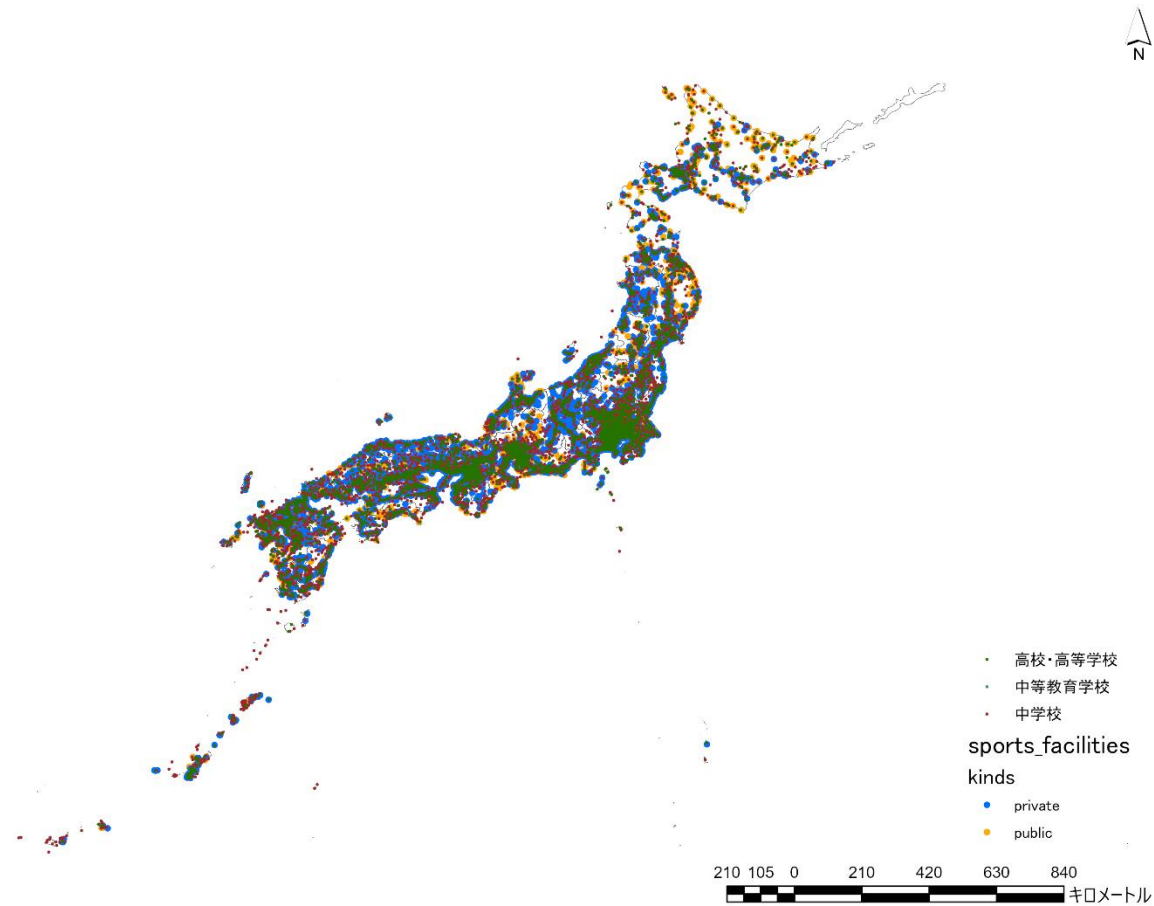 N
高校・高等学校
中等教育学校
中学校
sports_facilities
kinds
private
public
210 105 0 210 420 630 840
キロメートル